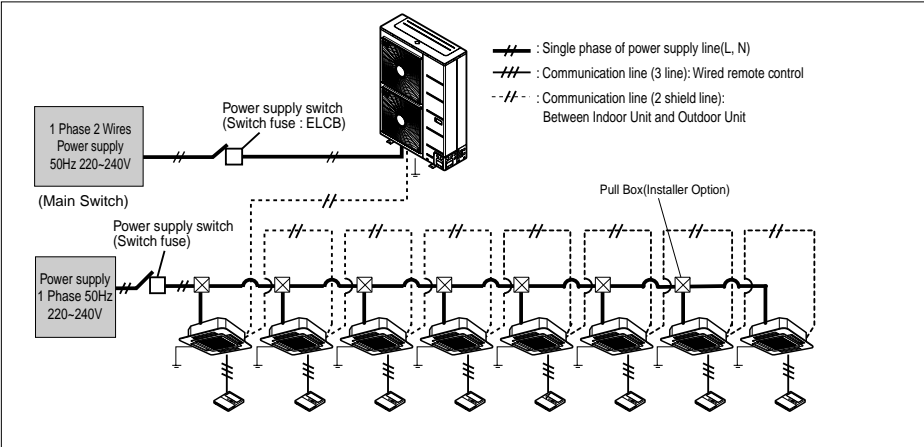 : Single phase of power supply line(L, N)
: Communication line (3 line): Wired remote control
: Communication line (2 shield line):
Between Indoor Unit and Outdoor Unit
Power supply switch
(Switch fuse : ELCB)
1 Phase 2 Wires
Power supply
50Hz 220~240V
(Main Switch)
Pull Box(Installer Option)
Power supply switch
(Switch fuse)
Power supply
1 Phase 50Hz
220~240V